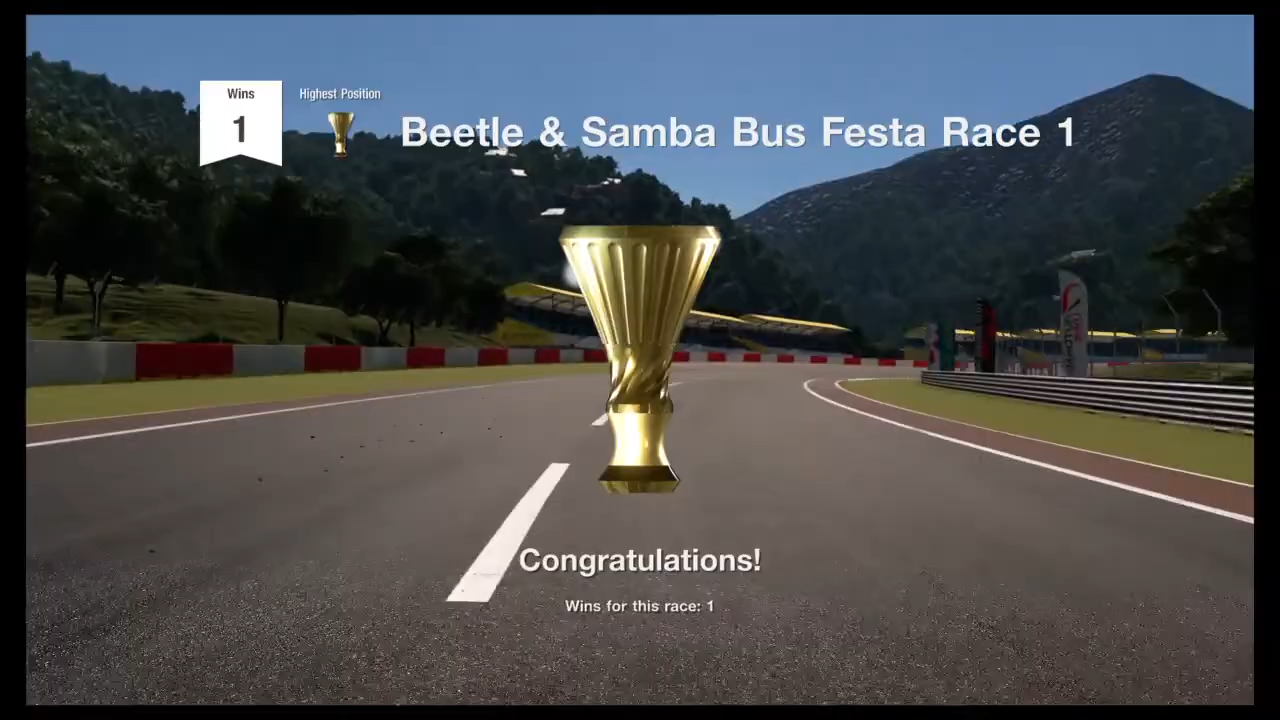 Wins
1
Highest Position
Beetle & Samba Bus Festa Race 1
Congratulations!
Wins for this race: 1